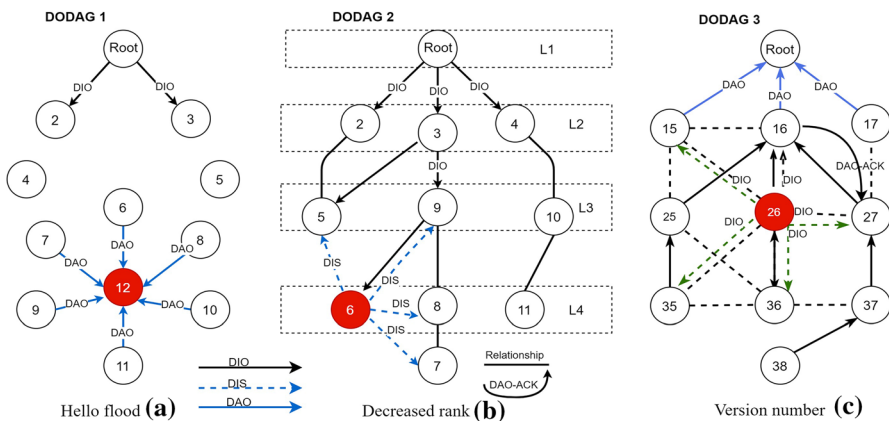 DODAG 1
Root
DIO
DIO
2
3
4
5
6
7
8
DAO
DAO
DAO
12
9
DAO
DAO
10
DAO
11
Hello flood (a)
DIO
DIS
DAO
DODAG 2
Root
L1
DIO
DIO
DIO
2
3
4
L2
DIO
5
9
10
L3
DIS
DIS
6
DIS
8
11
L4
DIS
7
Relationship
DAO-ACK
Decreased rank (b)
DODAG 3
Root
DAO
DAO
DAO
15
16
17
DAO-ACK
DIO
25
26
DIO
27
DIO
DIO
35
36
37
38
Version number (c)